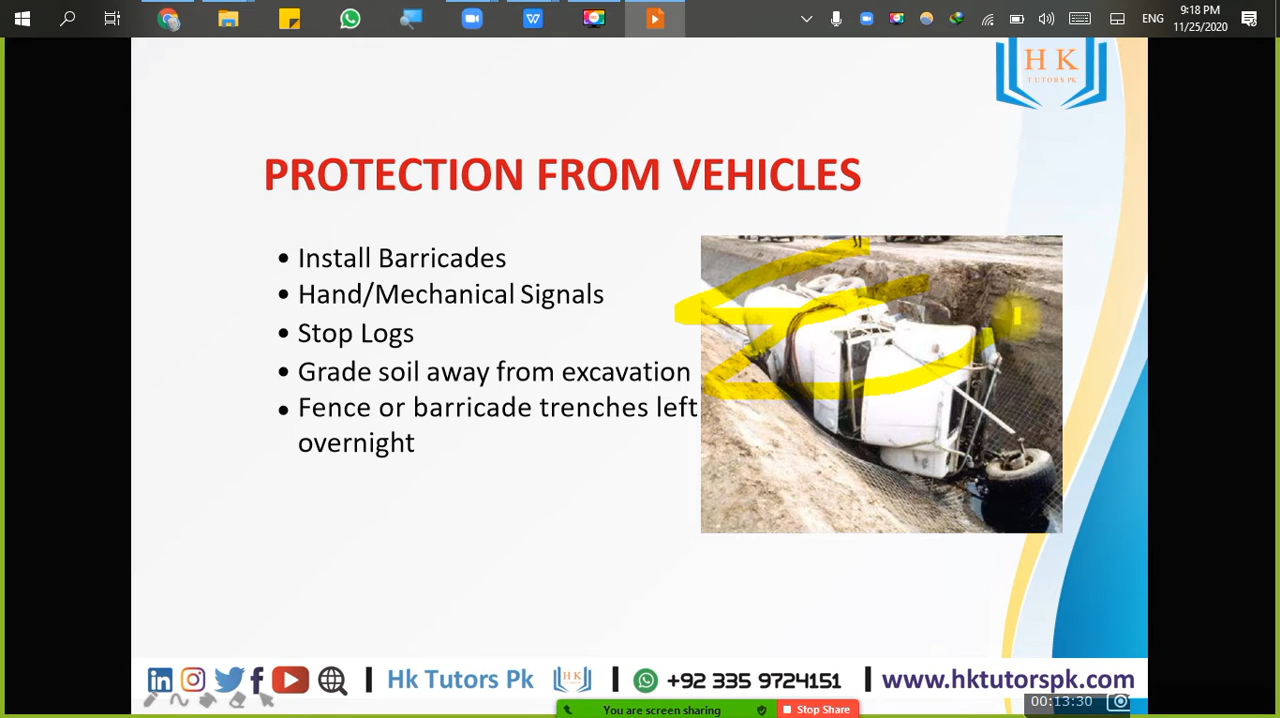 ENG
9:18 PM
11/25/2020
H K
TUTORS PK
PROTECTION FROM VEHICLES
• Install Barricades
• Hand/Mechanical Signals
• Stop Logs
• Grade soil away from excavation
• Fence or barricade trenches left
overnight
Hk Tutors Pk
H K
+92 335 9724151
www.hktutorspk.com
00:13:30
You are screen sharing
Stop Share